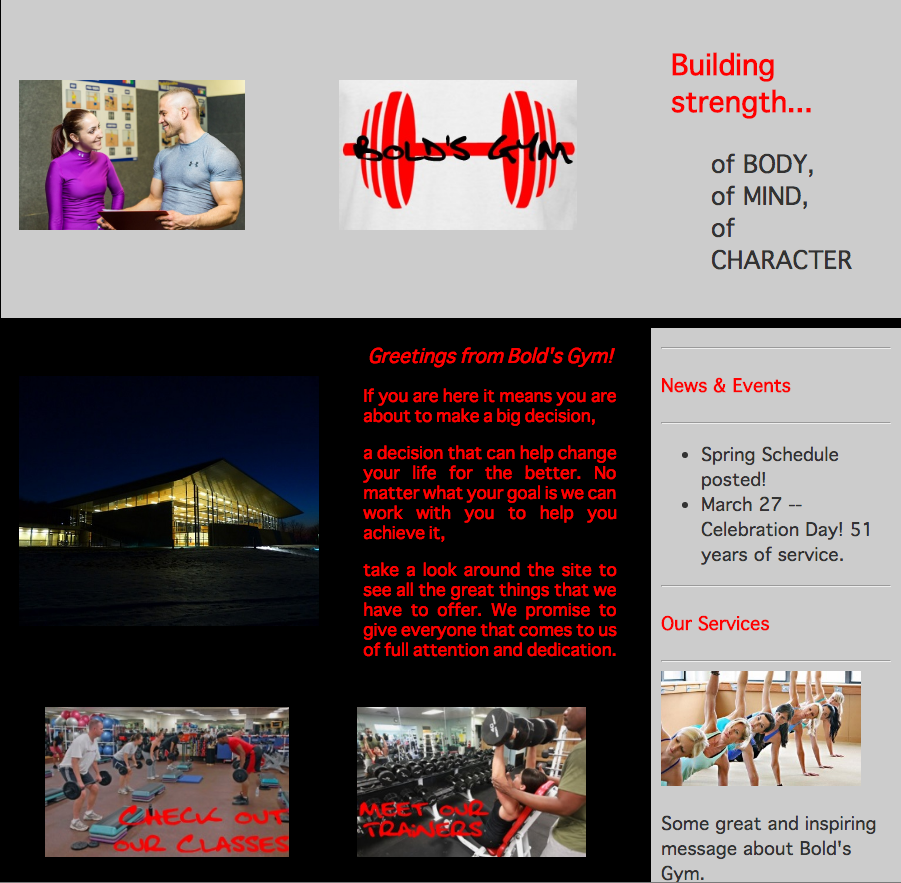 BOLD'S GYM
Building
strength...
of BODY,
of MIND,
of
CHARACTER
Greetings from Bold's Gym!
If you are here it means you are
about to make a big decision,
a decision that can help change
your life for the better. No
matter what your goal is we can
work with you to help you
achieve it,
take a look around the site to
see all the great things that we
have to offer. We promise to
give everyone that comes to us
of full attention and dedication.
CHECK OUT
OUR CLASSES
MEET OUR
TRAINERS
News & Events
• Spring Schedule
posted!
• March 27 --
Celebration Day! 51
years of service.
Our Services
Some great and inspiring
message about Bold's
Gym.